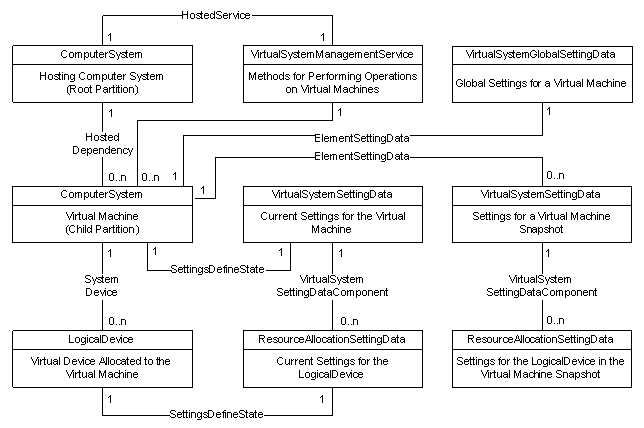 HostedService
1
1
ComputerSystem
VirtualSystemManagementService
VirtualSystemGlobalSettingData
Hosting Computer System
(Root Partition)
Methods for Performing Operations
on Virtual Machines
Global Settings for a Virtual Machine
1
1
1
Hosted
Dependency
ElementSettingData
ElementSettingData
0..n
0..n
1
1
0..n
ComputerSystem
VirtualSystemSettingData
VirtualSystemSettingData
Virtual Machine
(Child Partition)
Current Settings for the Virtual
Machine
Settings for a Virtual Machine
Snapshot
1
1
1
1
1
SettingsDefineState
System
Device
VirtualSystem
SettingDataComponent
VirtualSystem
SettingDataComponent
0..n
0..n
0..n
LogicalDevice
ResourceAllocationSettingData
ResourceAllocationSettingData
Virtual Device Allocated to the
Virtual Machine
Current Settings for the
LogicalDevice
Settings for the LogicalDevice in the
Virtual Machine Snapshot
1
1
SettingsDefineState